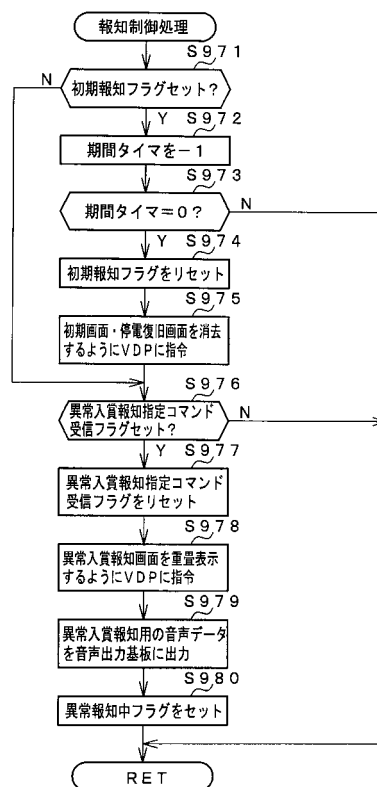 報知制御処理
S971
N
初期報知フラグセット?
Y
S972
期間タイマを-1
S973
期間タイマ=0?
N
Y
S974
初期報知フラグをリセット
S975
初期画面・停電復旧画面を消去
するようにVDPに指令
S976
異常入賞報知指定コマンド
受信フラグセット?
N
Y
S977
異常入賞報知指定コマンド
受信フラグをリセット
S978
異常入賞報知画面を重畳表示
するようにVDPに指令
S979
異常入賞報知用の音声データ
を音声出力基板に出力
S980
異常報知中フラグをセット
RET